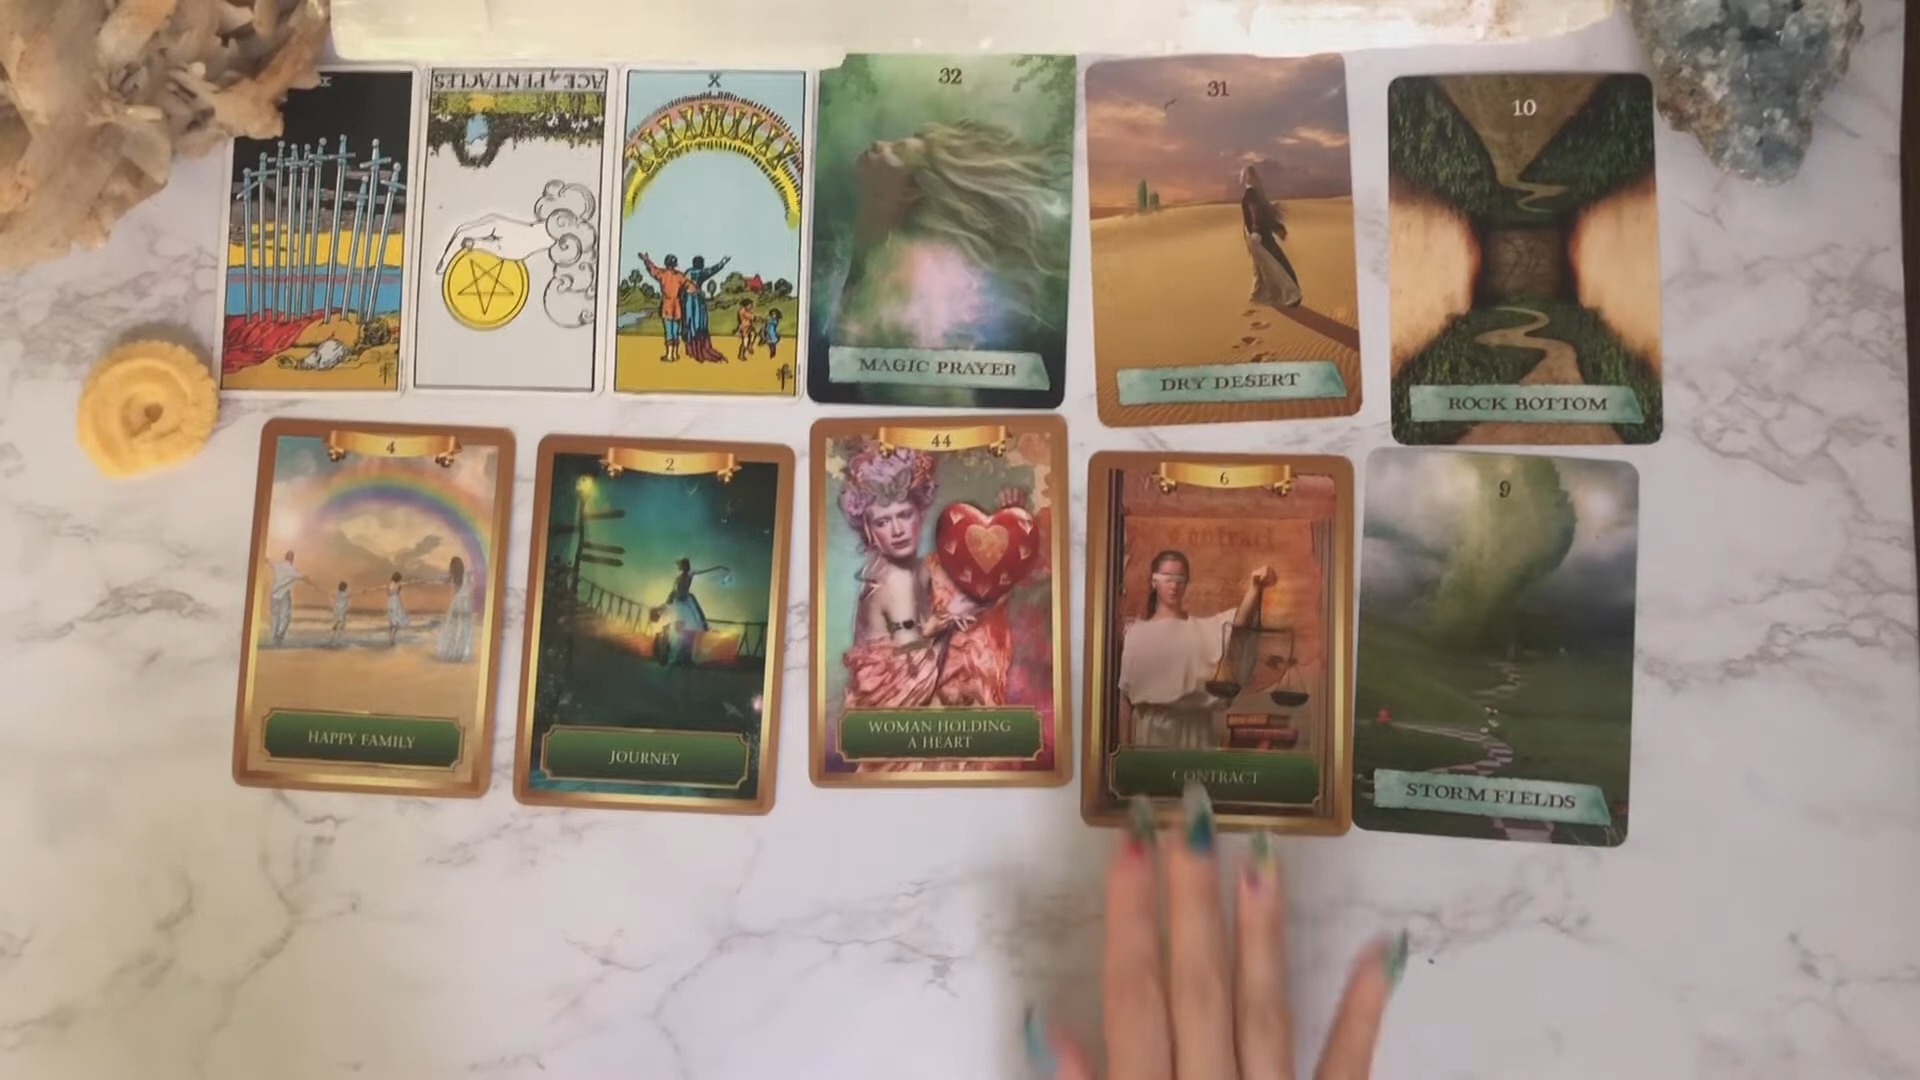 ACE of PENTACLES
X
32
MAGIC PRAYER
31
DRY DESERT
10
ROCK BOTTOM
4
HAPPY FAMILY
2
JOURNEY
44
WOMAN HOLDING
A HEART
6
Contract
CONTRACT
9
STORM FIELDS